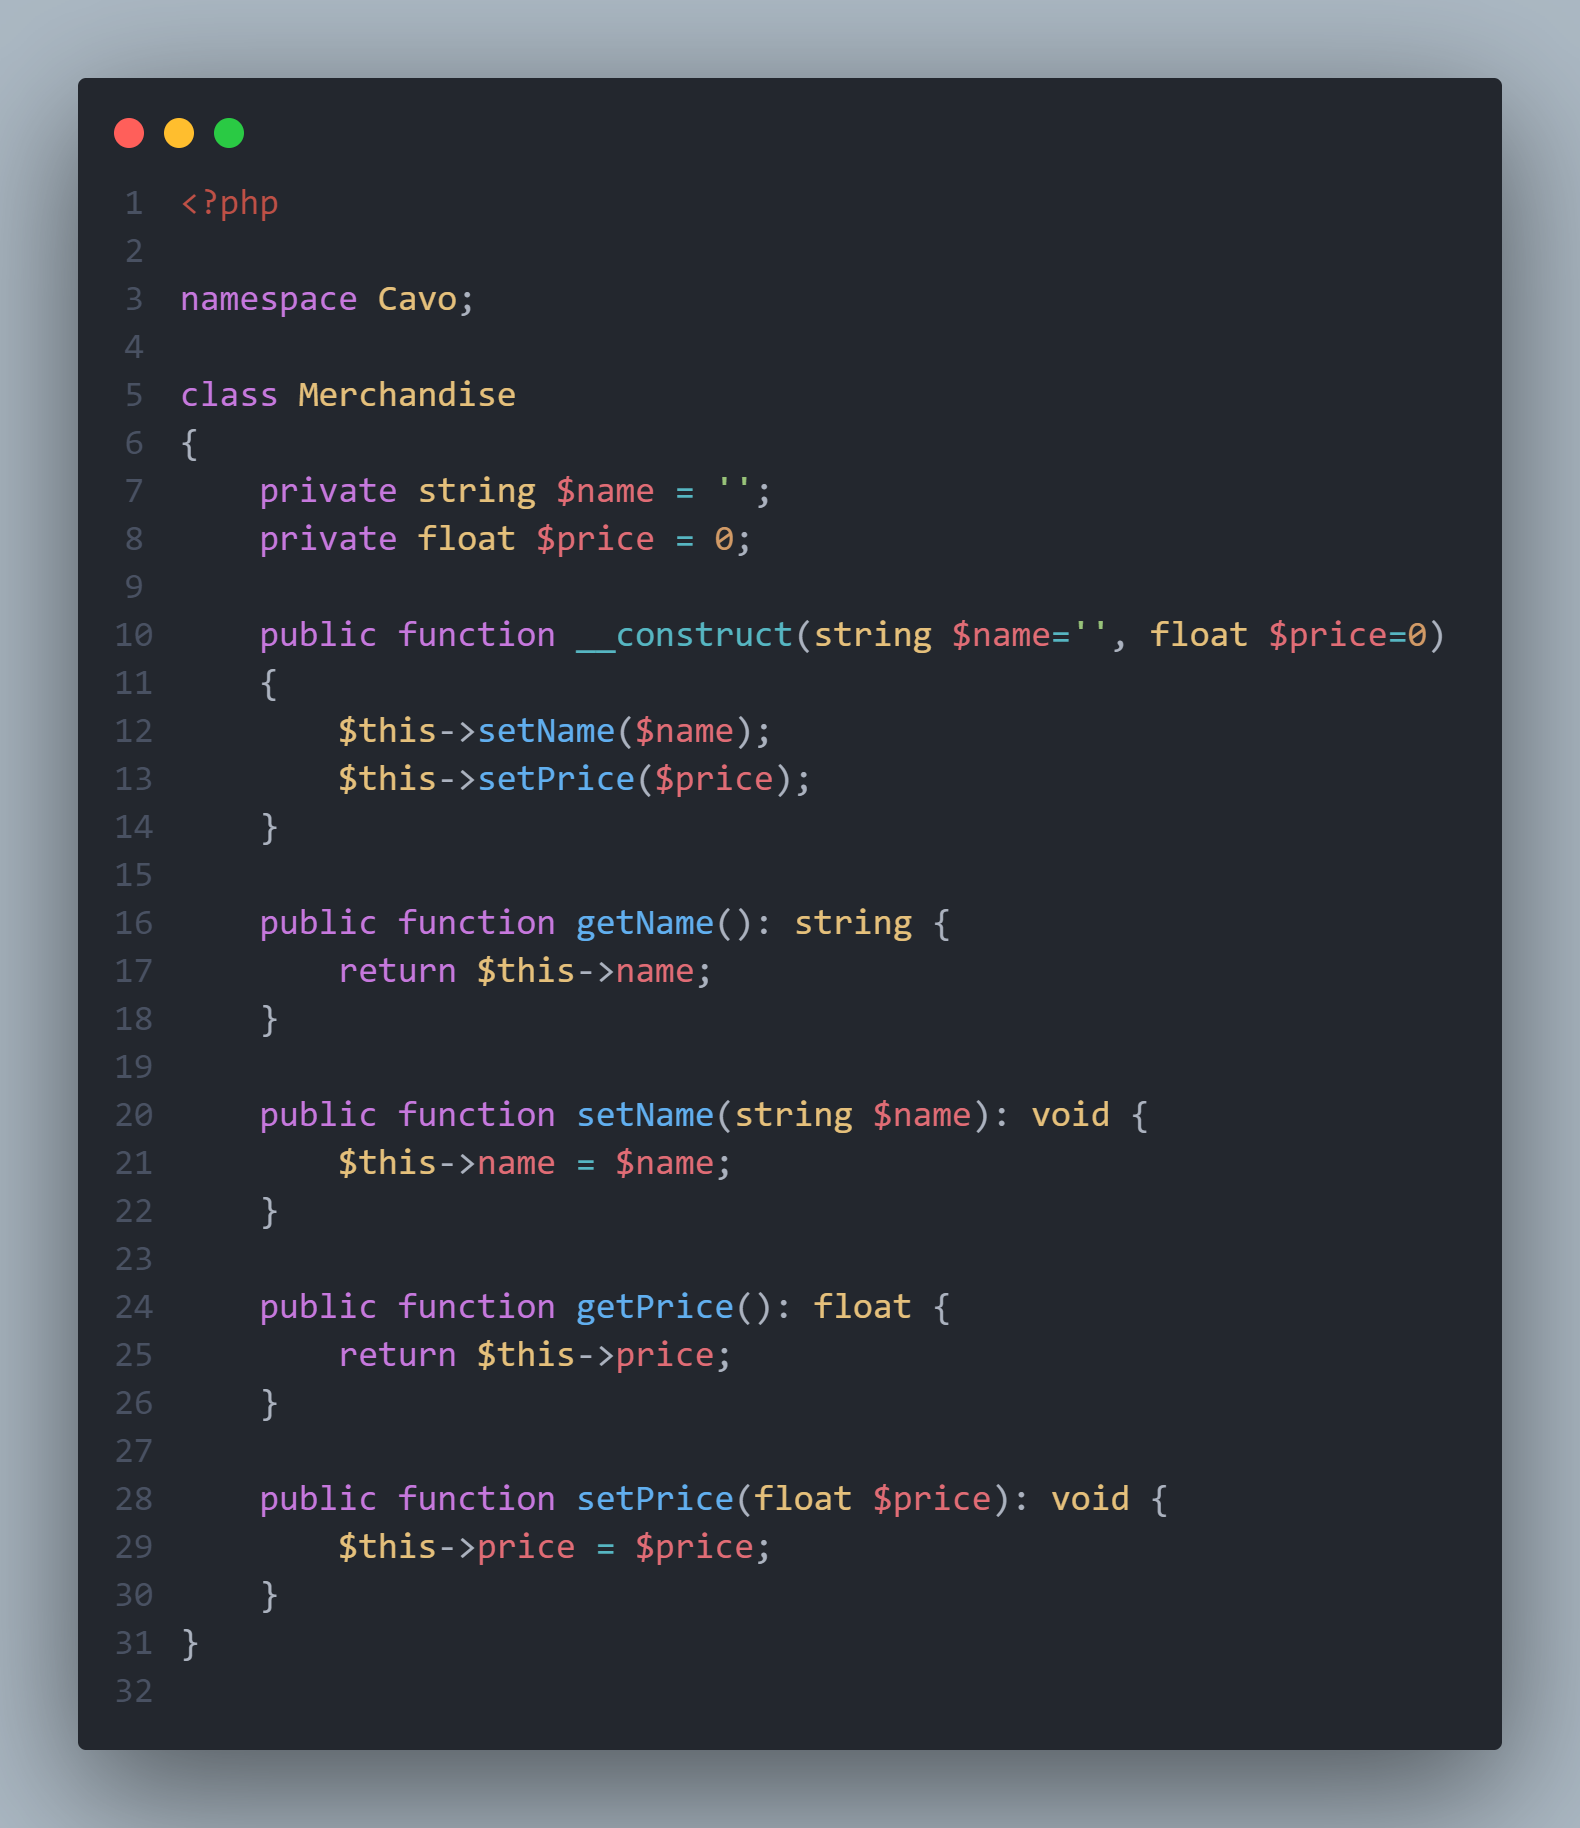 1 <?php
2
3 namespace Cavo;
4
5 class Merchandise
6 {
7     private string $name = '';
8     private float $price = 0;
9
10     public function __construct(string $name='', float $price=0)
11     {
12         $this->setName($name);
13         $this->setPrice($price);
14     }
15
16     public function getName(): string {
17         return $this->name;
18     }
19
20     public function setName(string $name): void {
21         $this->name = $name;
22     }
23
24     public function getPrice(): float {
25         return $this->price;
26     }
27
28     public function setPrice(float $price): void {
29         $this->price = $price;
30     }
31 }
32